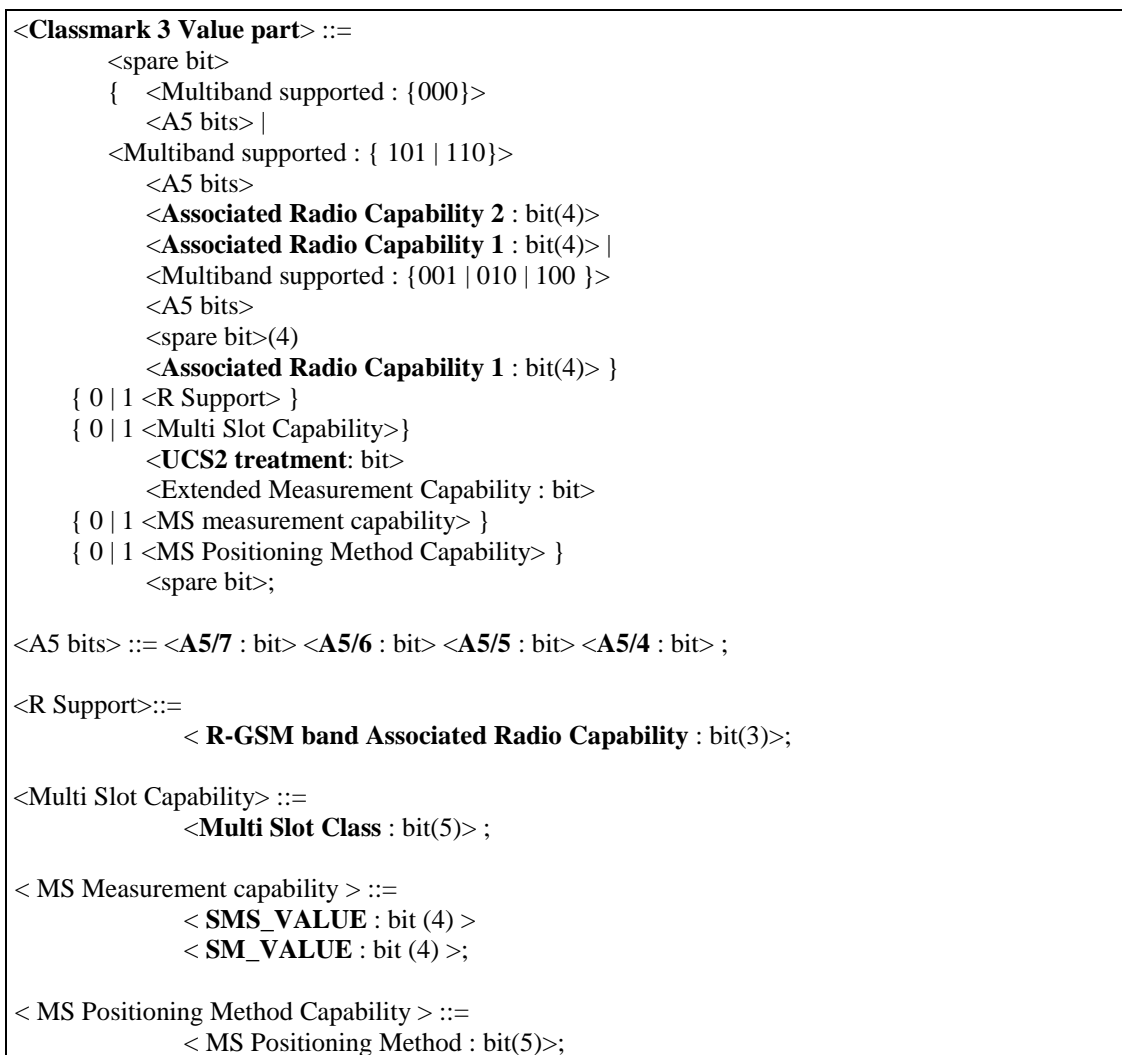 <Classmark 3 Value part> ::=
<spare bit>
{ <Multiband supported : {000}>
<A5 bits> |
<Multiband supported : { 101 | 110}>
<A5 bits>
<Associated Radio Capability 2 : bit(4)>
<Associated Radio Capability 1 : bit(4)> |
<Multiband supported : {001 | 010 | 100 }>
<A5 bits>
<spare bit>(4)
<Associated Radio Capability 1 : bit(4)> }
{ 0 | 1 <R Support> }
{ 0 | 1 <Multi Slot Capability>}
<UCS2 treatment: bit>
<Extended Measurement Capability : bit>
{ 0 | 1 <MS measurement capability> }
{ 0 | 1 <MS Positioning Method Capability> }
<spare bit>;
<A5 bits> ::= <A5/7 : bit> <A5/6 : bit> <A5/5 : bit> <A5/4 : bit> ;
<R Support>::=
< R-GSM band Associated Radio Capability : bit(3)>;
<Multi Slot Capability> ::=
<Multi Slot Class : bit(5)> ;
< MS Measurement capability > ::=
< SMS_VALUE : bit (4) >
< SM_VALUE : bit (4) >;
< MS Positioning Method Capability > ::=
< MS Positioning Method : bit(5)>;